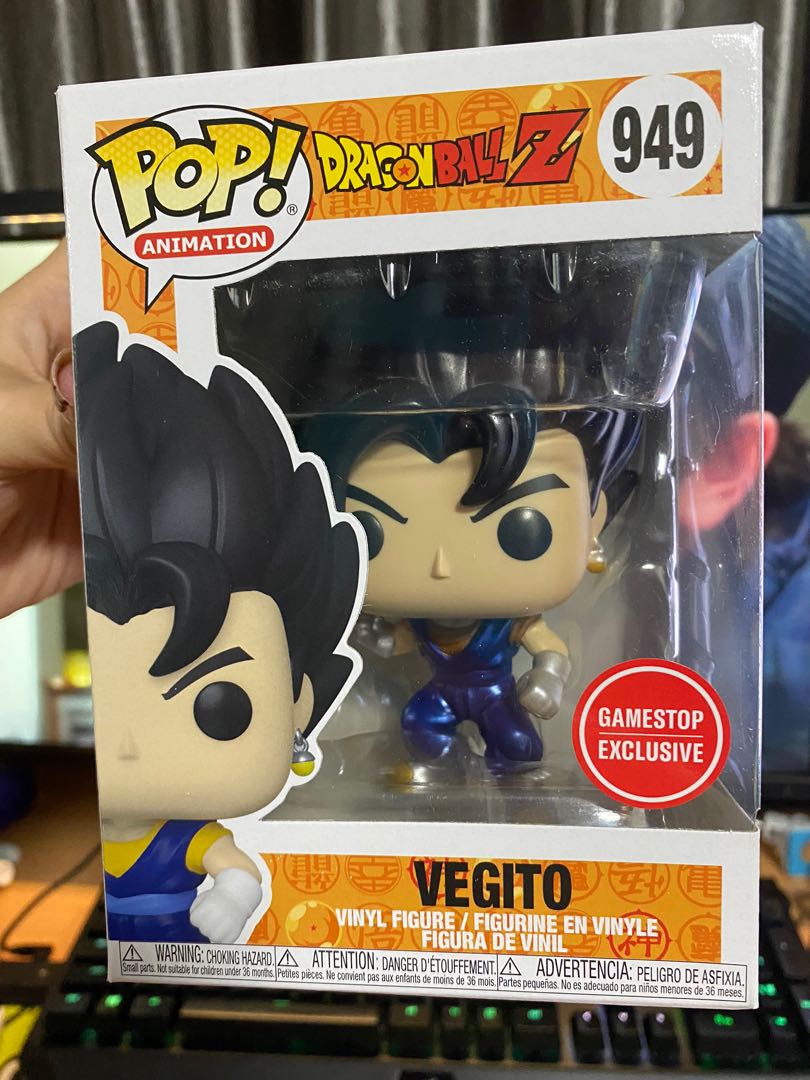 POP! DRAGON BALL Z 949
®
ANIMATION
GAMESTOP
EXCLUSIVE
VEGITO
VINYL FIGURE / FIGURINE EN VINYLE
FIGURA DE VINIL
WARNING: CHOKING HAZARD.
Small parts. Not suitable for children under 36 months.
ATTENTION: DANGER D'ÉTOUFFEMENT.
Petites pièces. Ne convient pas aux enfants de moins de 36 mois.
ADVERTENCIA: PELIGRO DE ASFIXIA.
Partes pequeñas. No es adecuado para niños menores de 36 meses.